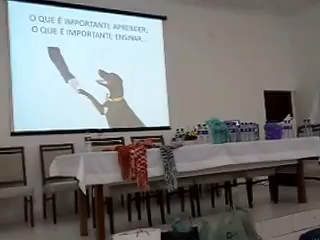 O QUE É IMPORTANTE APRENDER,
O QUE É IMPORTANTE ENSINAR...